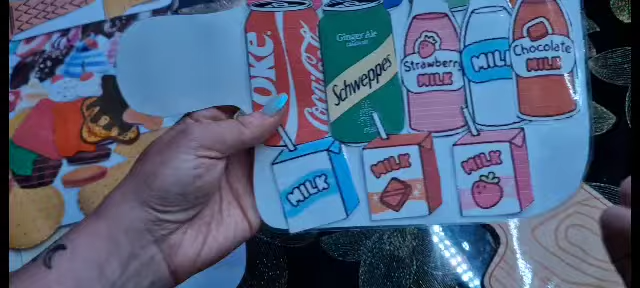 Coke
Coca-Cola
Ginger Ale
Schweppes
Strawberry
MILK
MILK
Chocolate
MILK
MILK
MILK
MILK